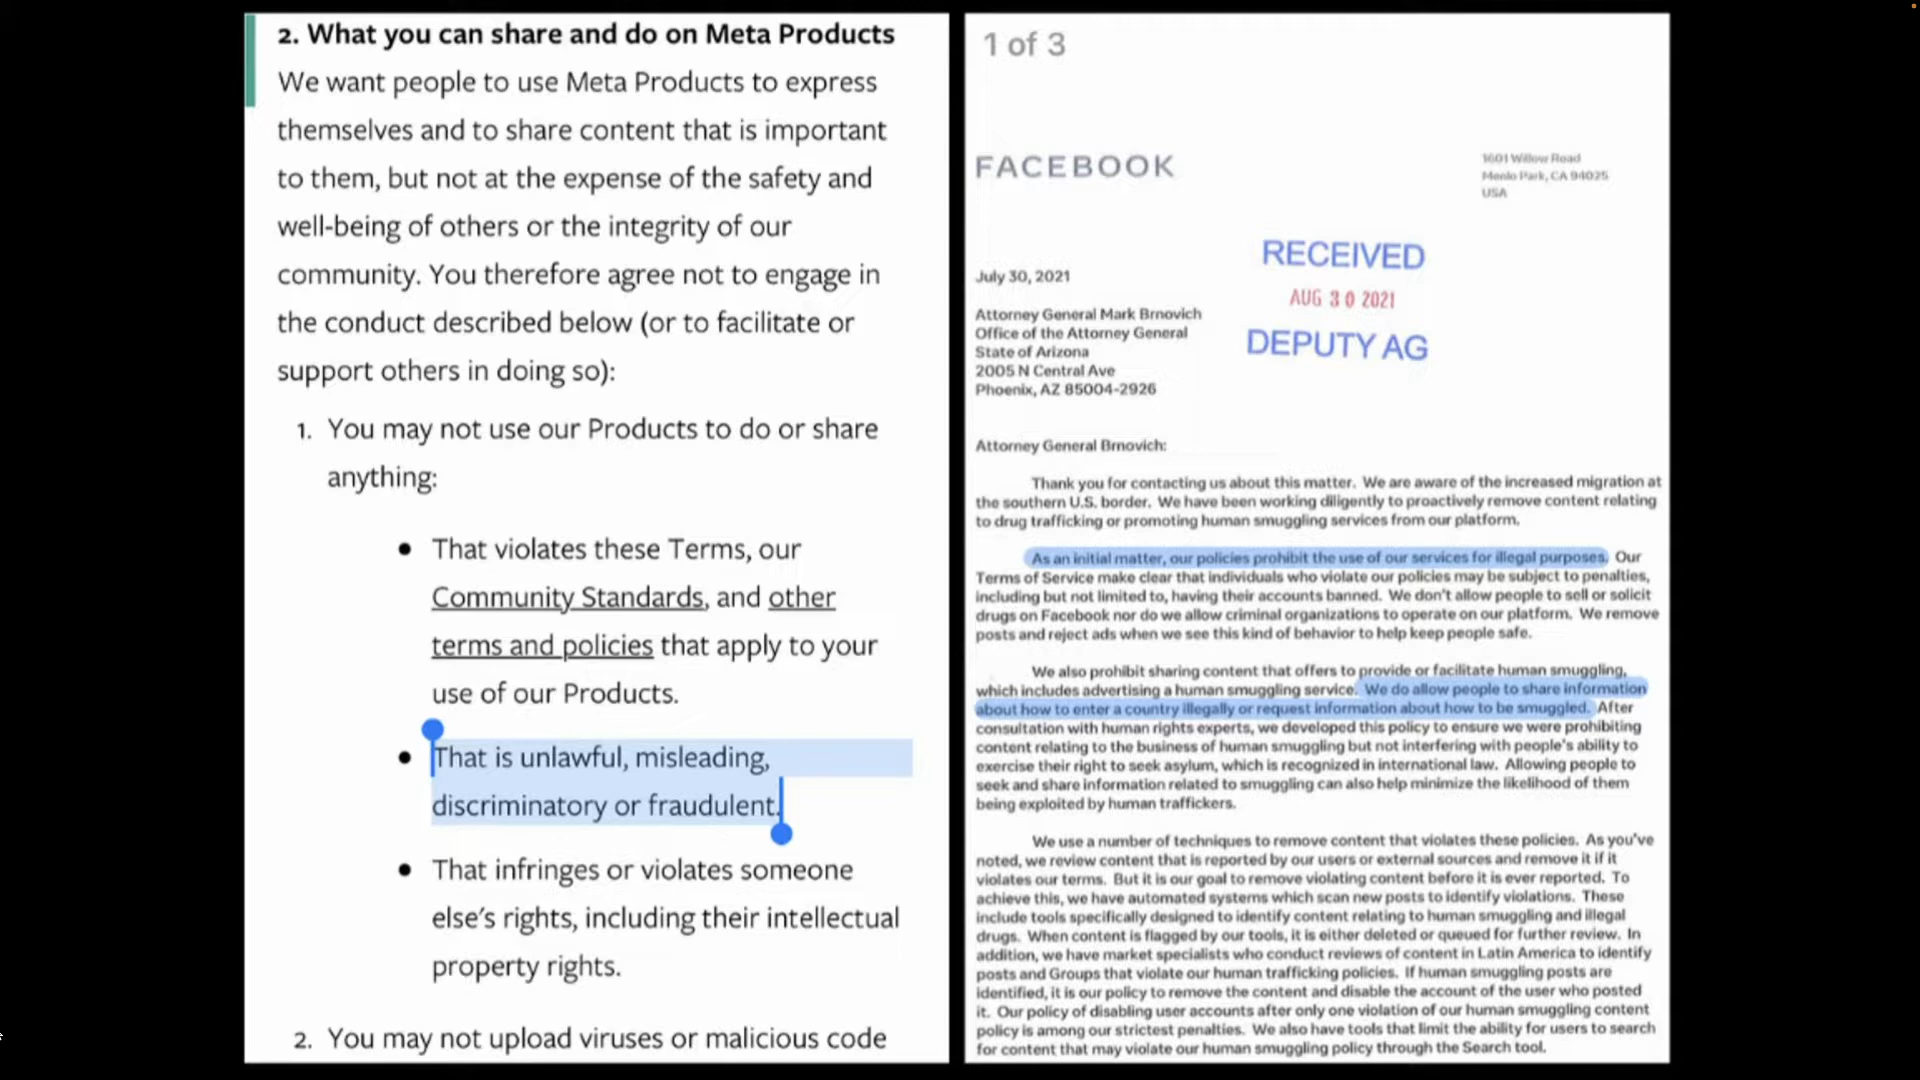 2. What you can share and do on Meta Products
We want people to use Meta Products to express
themselves and to share content that is important
to them, but not at the expense of the safety and
well-being of others or the integrity of our
community. You therefore agree not to engage in
the conduct described below (or to facilitate or
support others in doing so):
1. You may not use our Products to do or share
anything:
• That violates these Terms, our
Community Standards, and other
terms and policies that apply to your
use of our Products.
• That is unlawful, misleading,
discriminatory or fraudulent.
• That infringes or violates someone
else's rights, including their intellectual
property rights.
2. You may not upload viruses or malicious code
1 of 3
FACEBOOK
1601 Willow Road
Menlo Park, CA 94025
USA
RECEIVED
AUG 30 2021
DEPUTY AG
July 30, 2021
Attorney General Mark Brnovich
Office of the Attorney General
State of Arizona
2005 N Central Ave
Phoenix, AZ 85004-2926
Attorney General Brnovich:
Thank you for contacting us about this matter. We are aware of the increased migration at
the southern U.S. border. We have been working diligently to proactively remove content relating
to drug trafficking or promoting human smuggling services from our platform.
As an initial matter, our policies prohibit the use of our services for illegal purposes. Our
Terms of Service make clear that individuals who violate our policies may be subject to penalties,
including but not limited to, having their accounts banned. We don't allow people to sell or solicit
drugs on Facebook nor do we allow criminal organizations to operate on our platform. We remove
posts and reject ads when we see this kind of behavior to help keep people safe.
We also prohibit sharing content that offers to provide or facilitate human smuggling,
which includes advertising a human smuggling service. We do allow people to share information
about how to enter a country illegally or request information about how to be smuggled. After
consultation with human rights experts, we developed this policy to ensure we were prohibiting
content relating to the business of human smuggling but not interfering with people's ability to
exercise their right to seek asylum, which is recognized in international law. Allowing people to
seek and share information related to smuggling can also help minimize the likelihood of them
being exploited by human traffickers.
We use a number of techniques to remove content that violates these policies. As you've
noted, we review content that is reported by our users or external sources and remove it if it
violates our terms. But it is our goal to remove violating content before it is ever reported. To
achieve this, we have automated systems which scan new posts to identify violations. These
include tools specifically designed to identify content relating to human smuggling and illegal
drugs. When content is flagged by our tools, it is either deleted or queued for further review. In
addition, we have market specialists who conduct reviews of content in Latin America to identify
posts and Groups that violate our human trafficking policies. If human smuggling posts are
identified, it is our policy to remove the content and disable the account of the user who posted
it. Our policy of disabling user accounts after only one violation of our human smuggling content
policy is among our strictest penalties. We also have tools that limit the ability for users to search
for content that may violate our human smuggling policy through the Search tool.